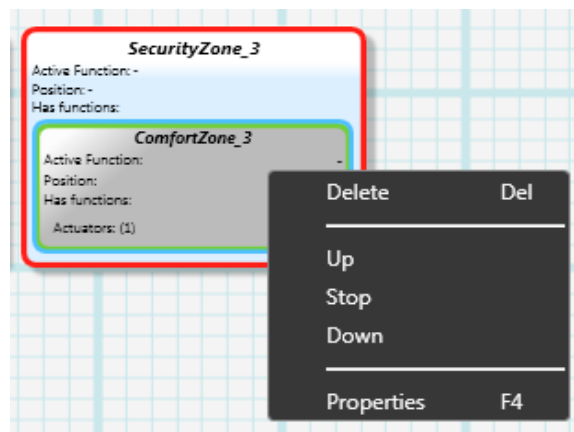 SecurityZone_3
Active Function: -
Position: -
Has functions:
ComfortZone_3
Active Function: -
Position:
Has functions:
Actuators: (1)
Delete Del
Up
Stop
Down
Properties F4